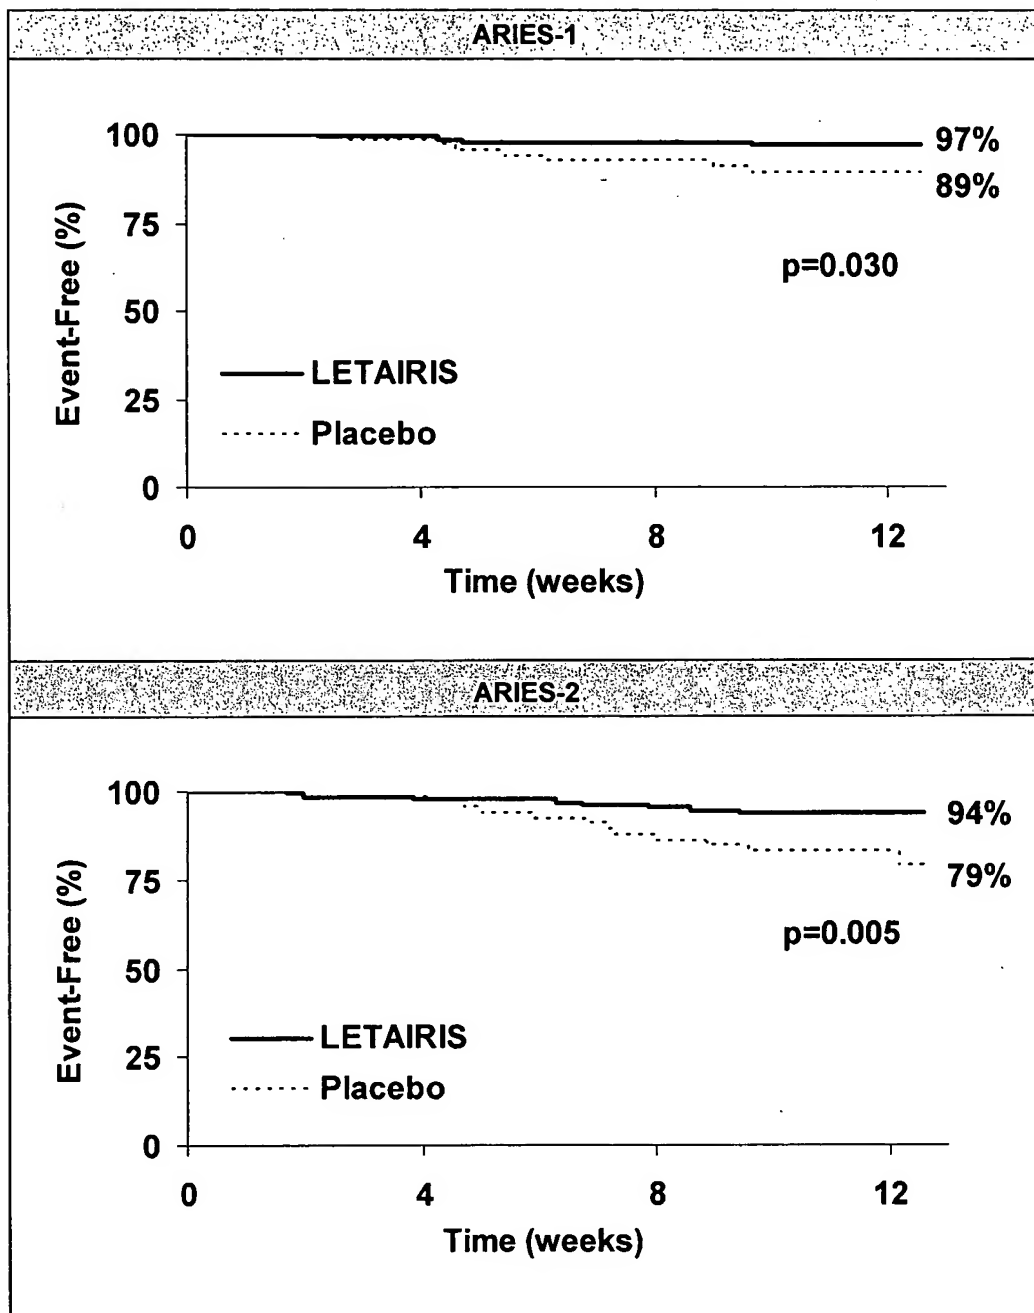 ARIES-1
100
75
50
25
0
Event-Free (%)
97%
89%
p=0.030
LETAIRIS
Placebo
0 4 8 12
Time (weeks)
ARIES-2
100
75
50
25
0
Event-Free (%)
94%
79%
p=0.005
LETAIRIS
Placebo
0 4 8 12
Time (weeks)